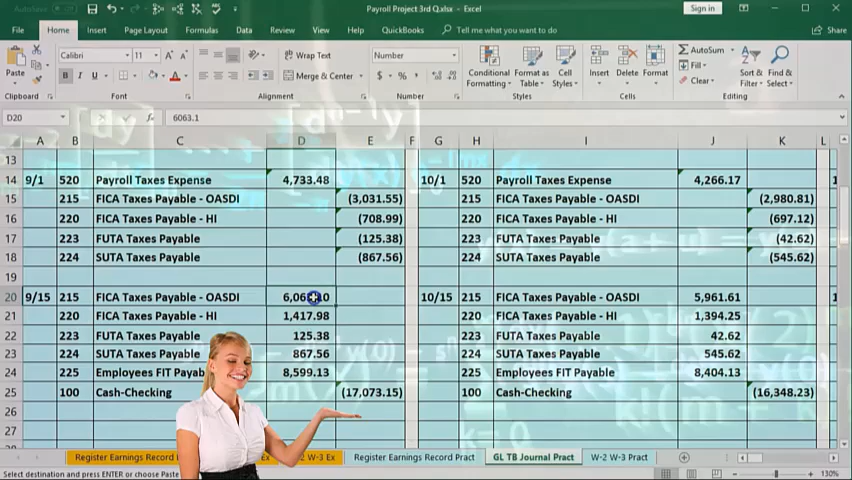 Payroll Project 3rd Q.xlsx - Excel
Sign in
File Home Insert Page Layout Formulas Data Review View Help QuickBooks Tell me what you want to do Share
Calibri 11 Wrap Text Number AutoSum
Paste B I U Merge & Center $ % Conditional Formatting Format as Table Cell Styles Insert Delete Format Fill Clear Sort & Filter Find & Select
Clipboard Font Alignment Number Styles Cells Editing
D20 6063.1
A B C D E F G H I J K L
13
14 9/1 520 Payroll Taxes Expense 4,733.48 10/1 520 Payroll Taxes Expense 4,266.17
15 215 FICA Taxes Payable - OASDI (3,031.55) 215 FICA Taxes Payable - OASDI (2,980.81)
16 220 FICA Taxes Payable - HI (708.99) 220 FICA Taxes Payable - HI (697.12)
17 223 FUTA Taxes Payable (125.38) 223 FUTA Taxes Payable (42.62)
18 224 SUTA Taxes Payable (867.56) 224 SUTA Taxes Payable (545.62)
19
20 9/15 215 FICA Taxes Payable - OASDI 10/15 215 FICA Taxes Payable - OASDI 5,961.61
21 220 FICA Taxes Payable - HI 1,417.98 220 FICA Taxes Payable - HI 1,394.25
22 223 FUTA Taxes Payable 125.38 223 FUTA Taxes Payable 42.62
23 224 SUTA Taxes Payable 867.56 224 SUTA Taxes Payable 545.62
24 225 Employees FIT 8,599.13 225 Employees FIT Payable 8,404.13
25 100 Cash-Checking (17,073.15) 100 Cash-Checking (16,348.23)
26
27
Register Earnings Record Ex W-3 Ex Register Earnings Record Pract GL TB Journal Pract W-2 W-3 Pract
Select destination and press ENTER or choose Paste 130%